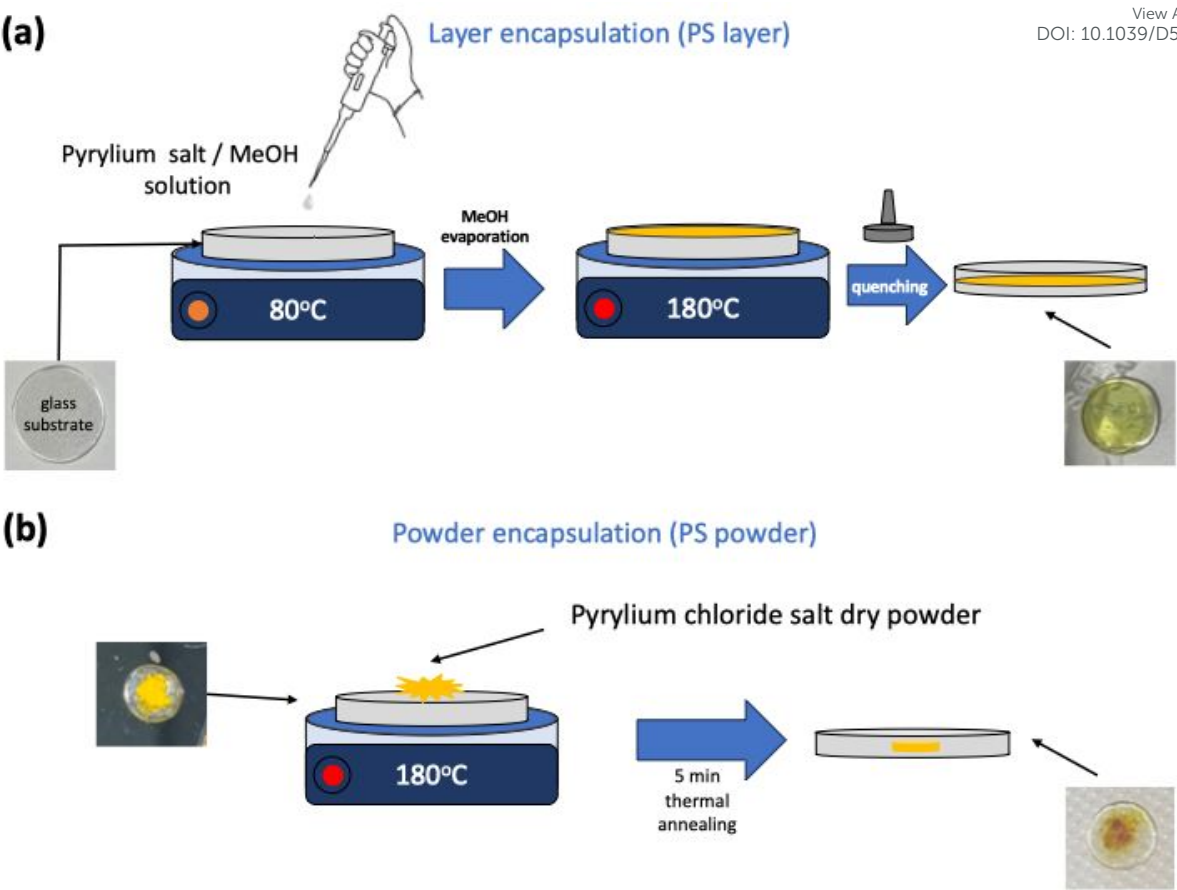 (a)
Layer encapsulation (PS layer)
View A
DOI: 10.1039/D5
Pyrylium salt / MeOH
solution
MeOH
evaporation
80°C
180°C
quenching
glass
substrate
(b)
Powder encapsulation (PS powder)
Pyrylium chloride salt dry powder
180°C
5 min
thermal
annealing